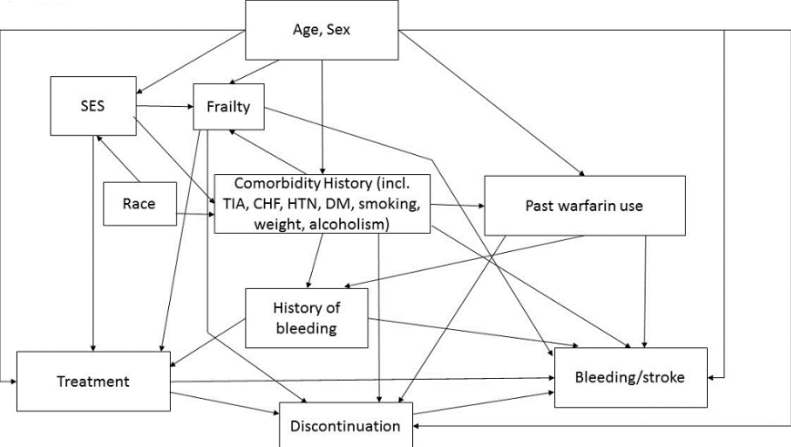 Age, Sex
SES
Frailty
Race
Comorbidity History (incl.
TIA, CHF, HTN, DM, smoking,
weight, alcoholism)
Past warfarin use
History of
bleeding
Treatment
Bleeding/stroke
Discontinuation